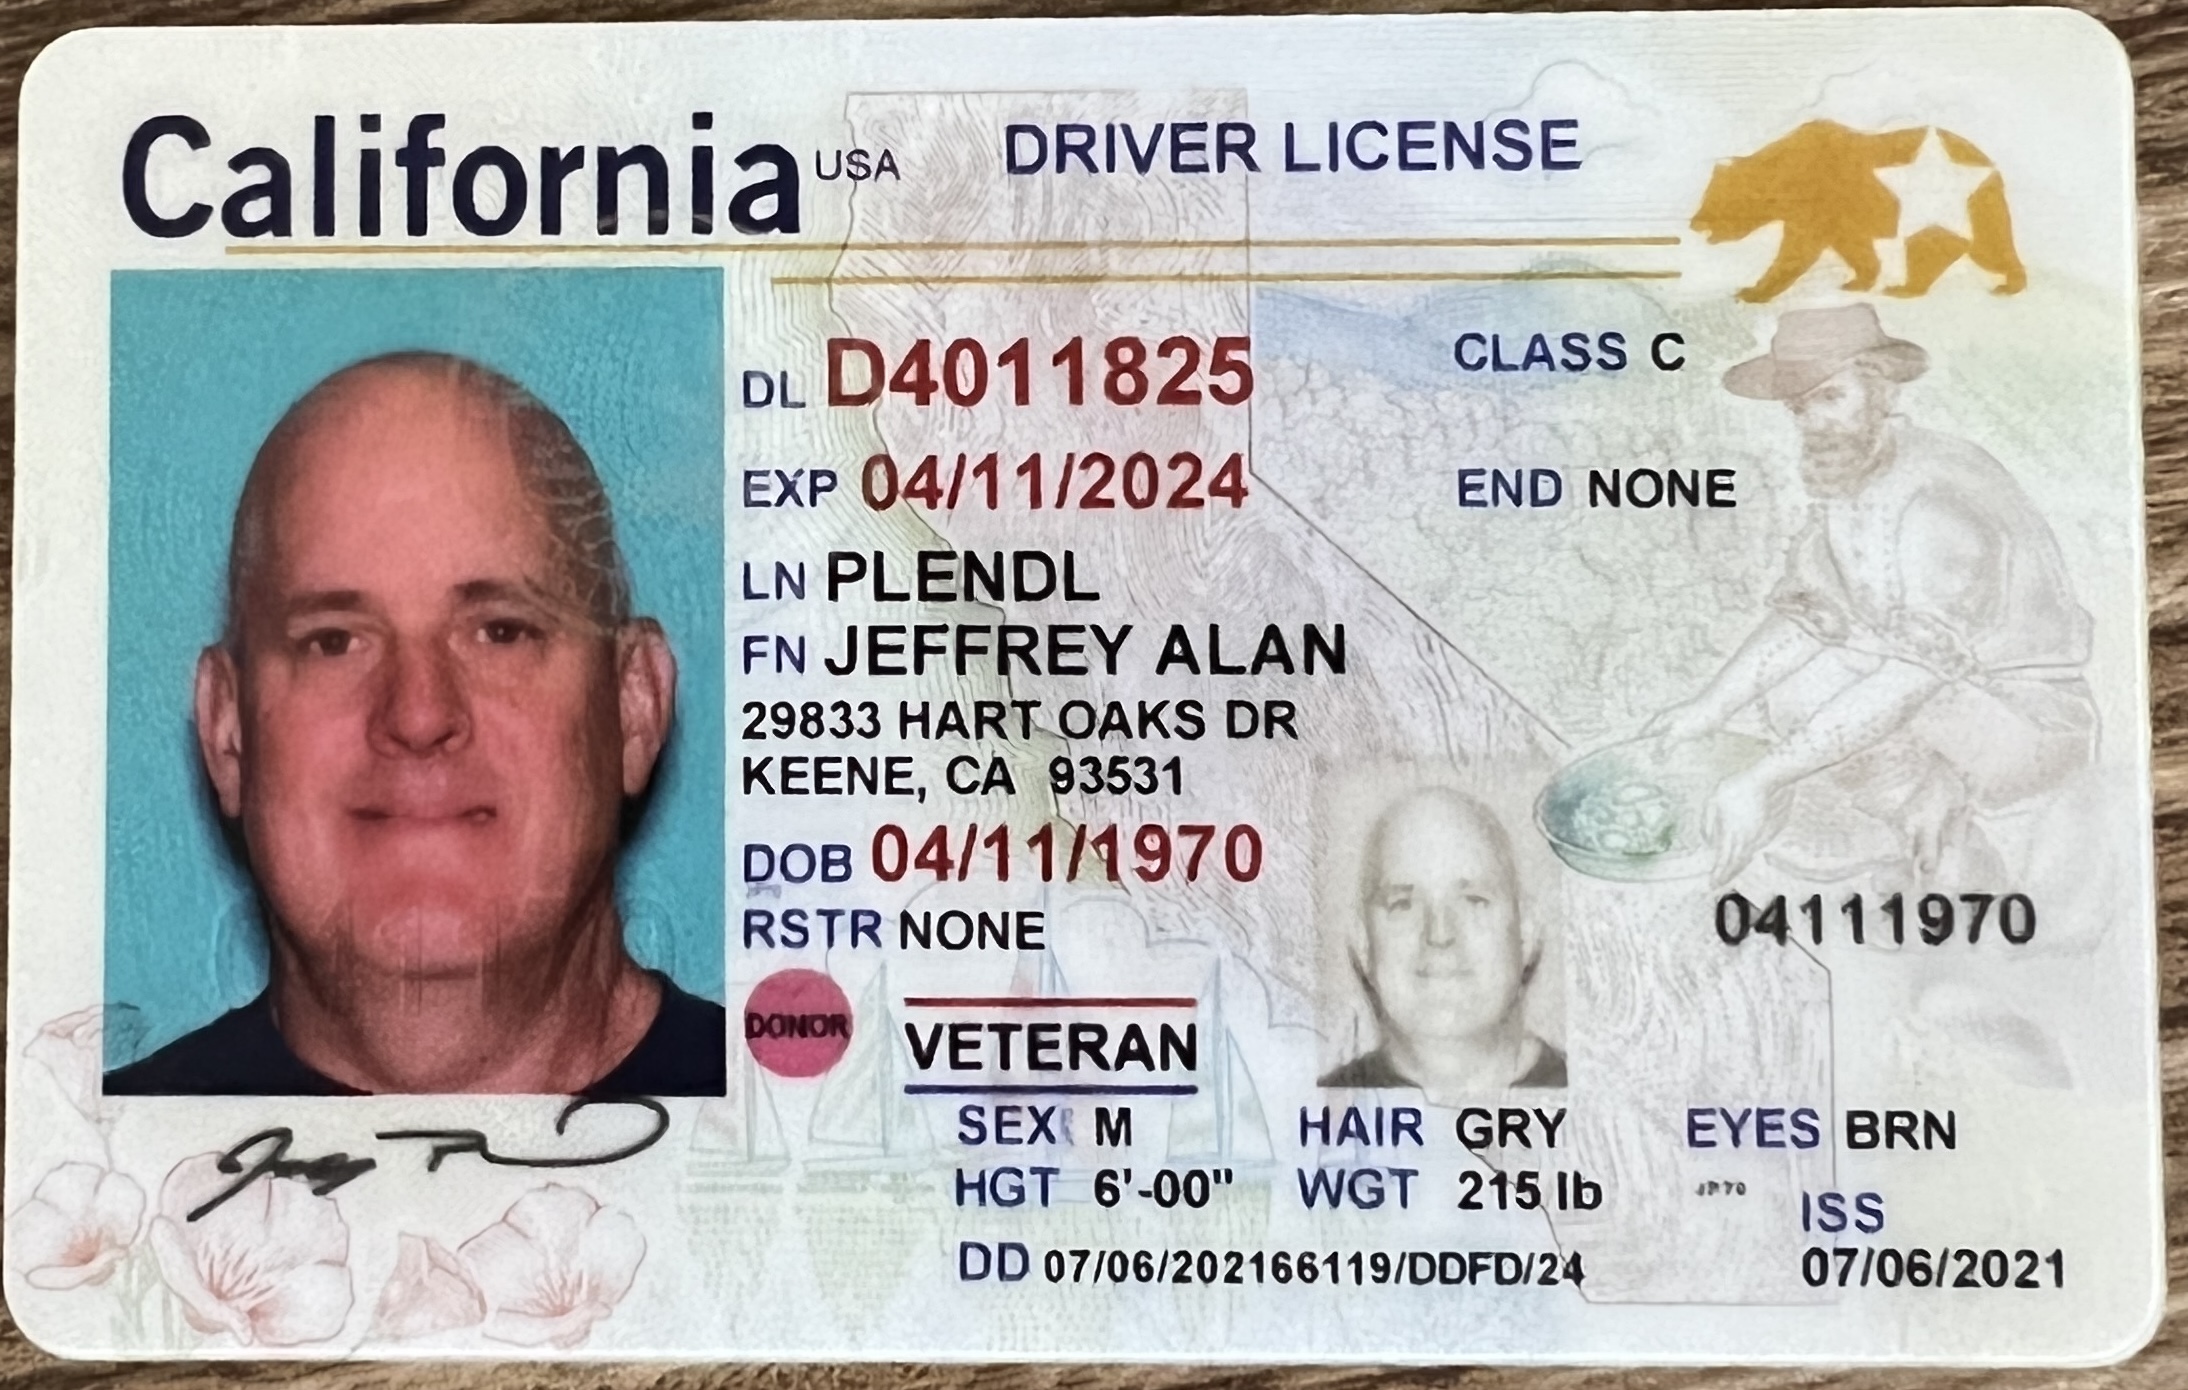 California USA DRIVER LICENSE
DL D4011825 CLASS C
EXP 04/11/2024 END NONE
LN PLENDL
FN JEFFREY ALAN
29833 HART OAKS DR
KEENE, CA 93531
DOB 04/11/1970
RSTR NONE 04111970
DONOR
VETERAN
SEX M HAIR GRY EYES BRN
HGT 6'-00" WGT 215 lb ISS
DD 07/06/202166119/DDFD/24 07/06/2021